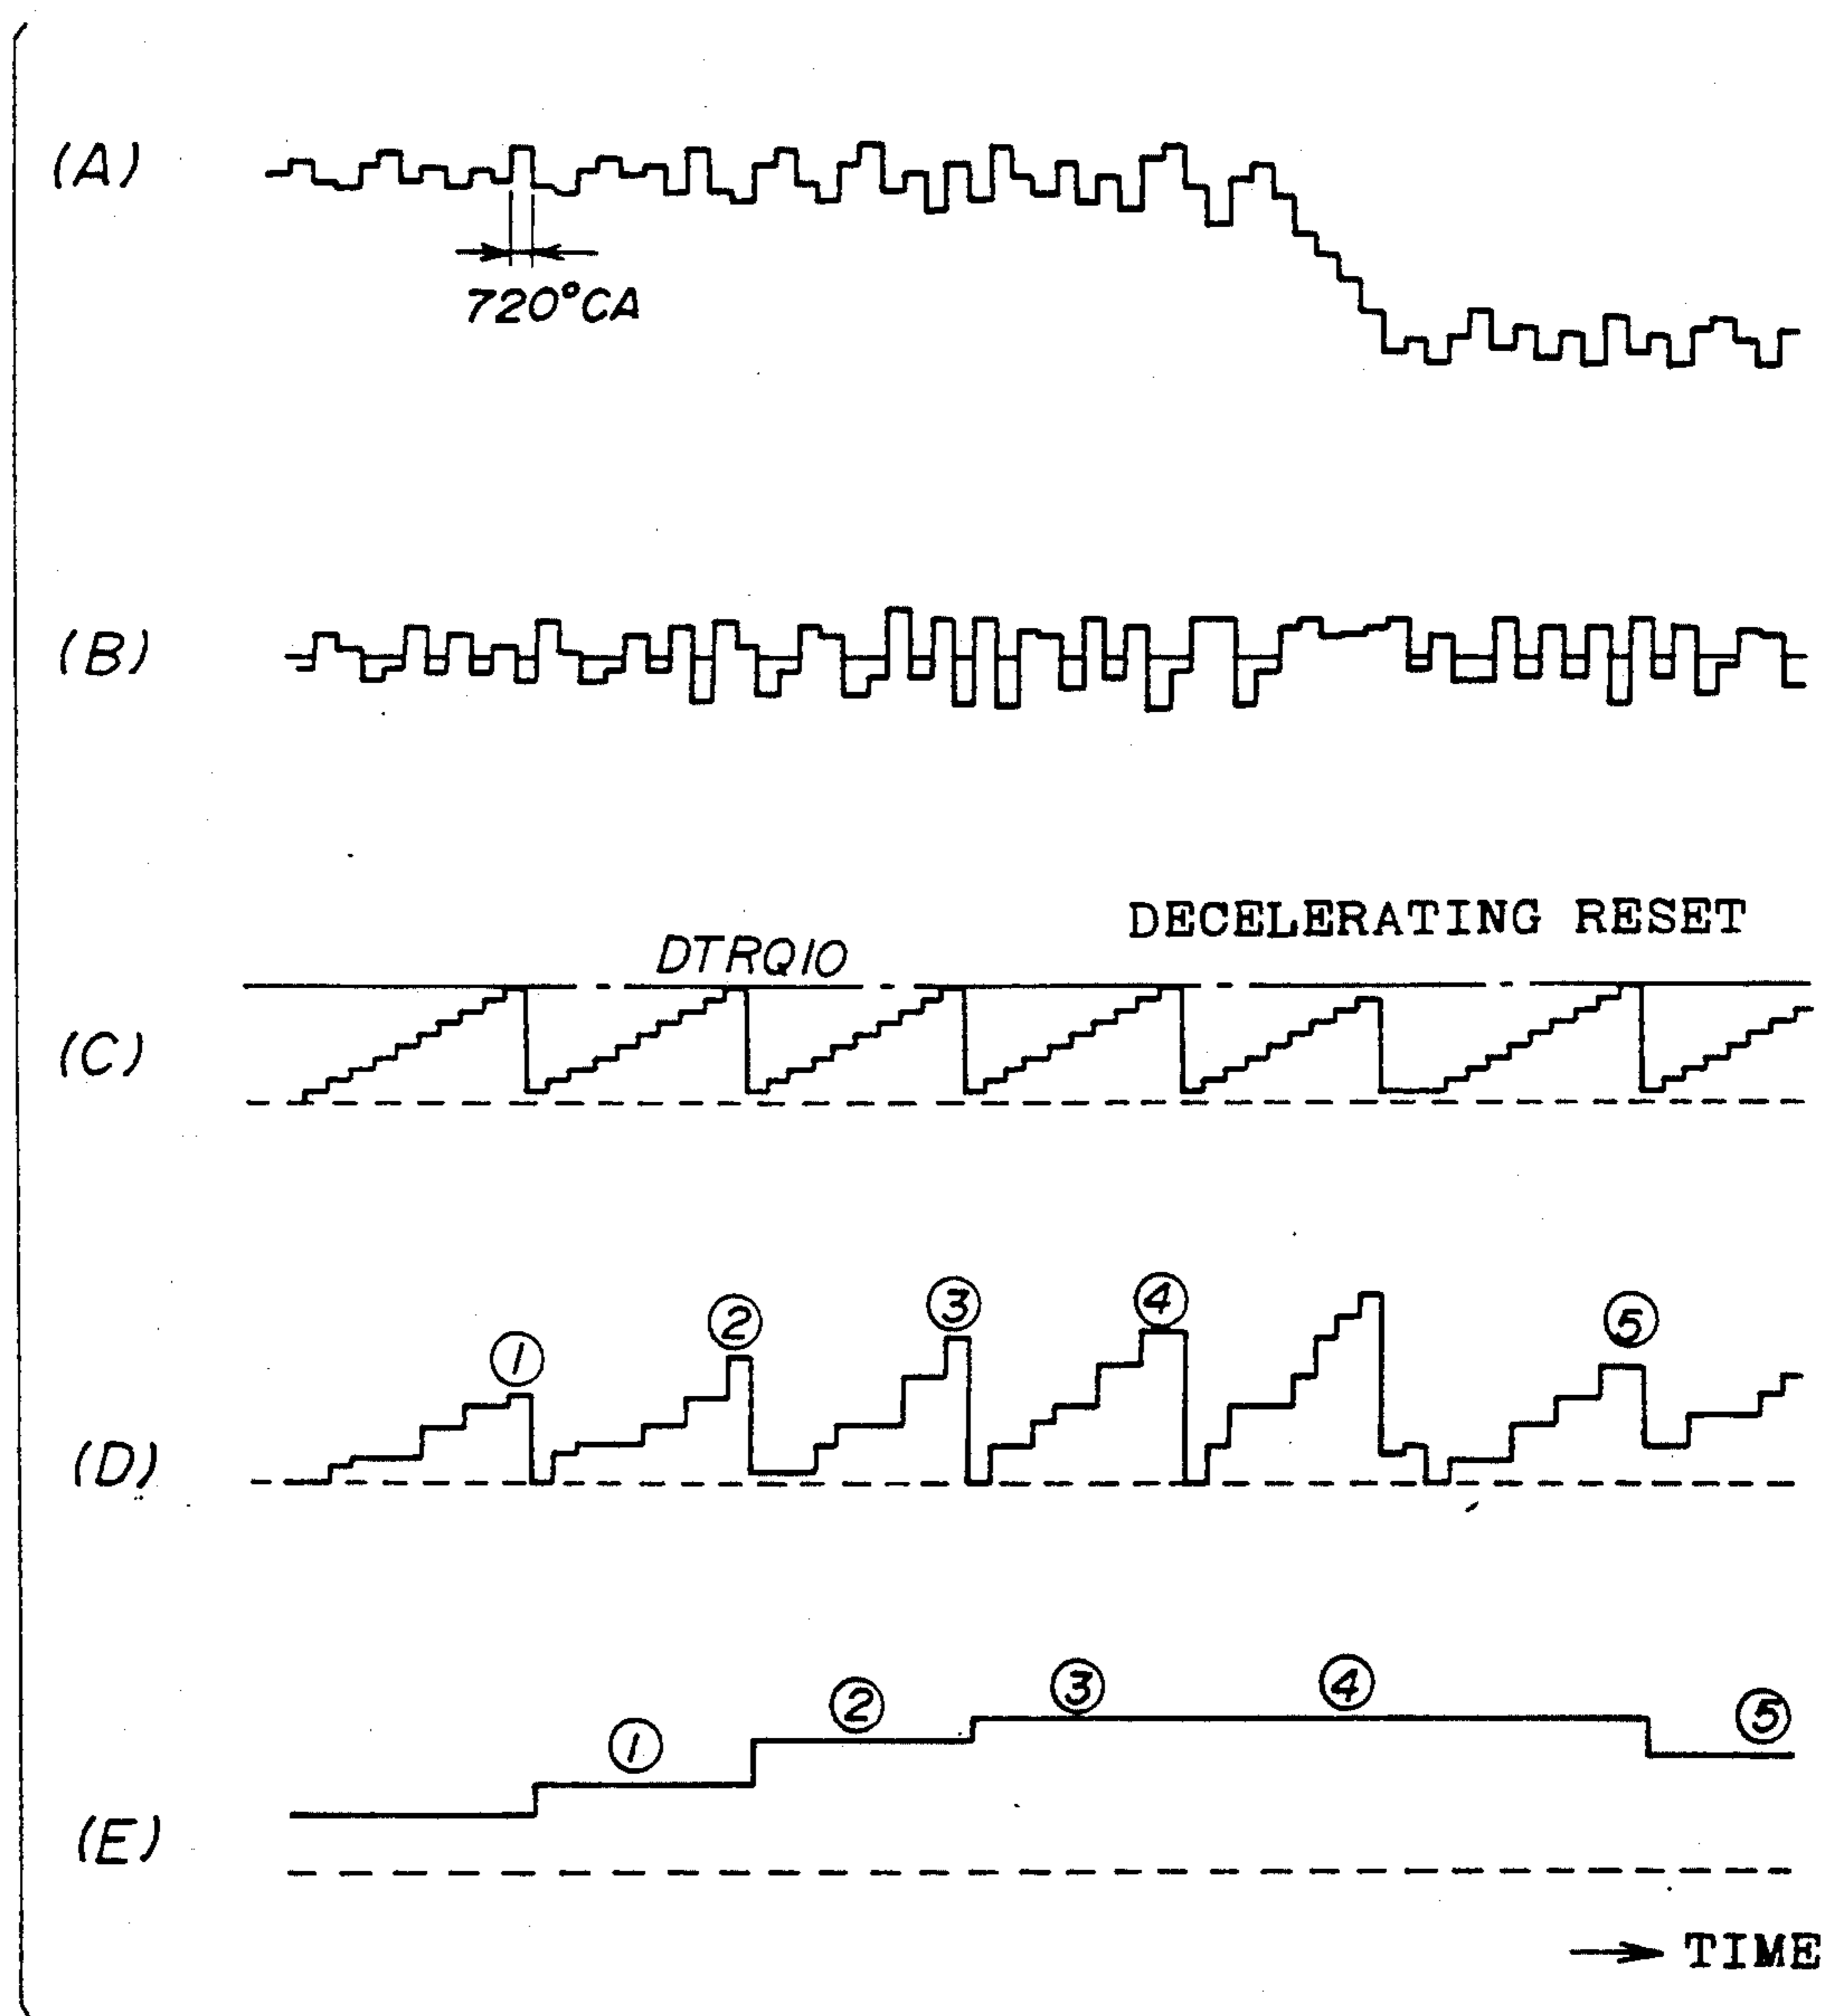 (A)
720°CA
(B)
DECELERATING RESET
DTRQ10
(C)
① ② ③ ④ ⑤
(D)
① ② ③ ④ ⑤
(E)
→ TIME